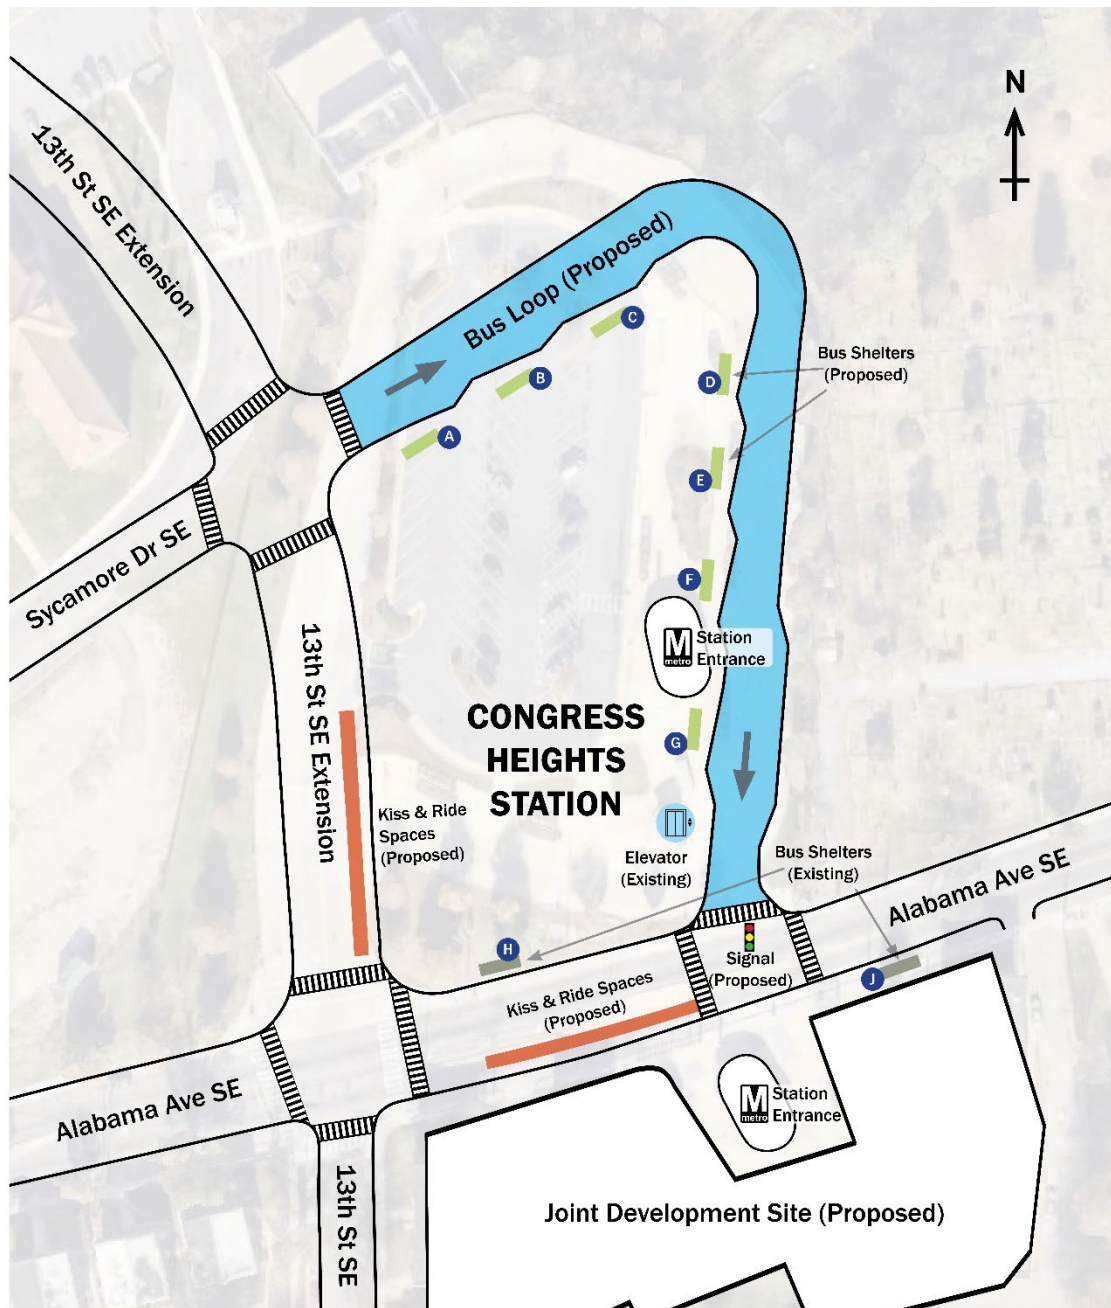 N
13th St SE Extension
Bus Loop (Proposed)
C
Bus Shelters
(Proposed)
D
B
A
E
Sycamore Dr SE
F
M
metro
Station
Entrance
13th St SE Extension
CONGRESS
HEIGHTS
STATION
G
Kiss & Ride
Spaces
(Proposed)
Elevator
(Existing)
Bus Shelters
(Existing)
Alabama Ave SE
H
Signal
(Proposed)
J
Kiss & Ride Spaces
(Proposed)
Alabama Ave SE
M
metro
Station
Entrance
13th St SE
Joint Development Site (Proposed)